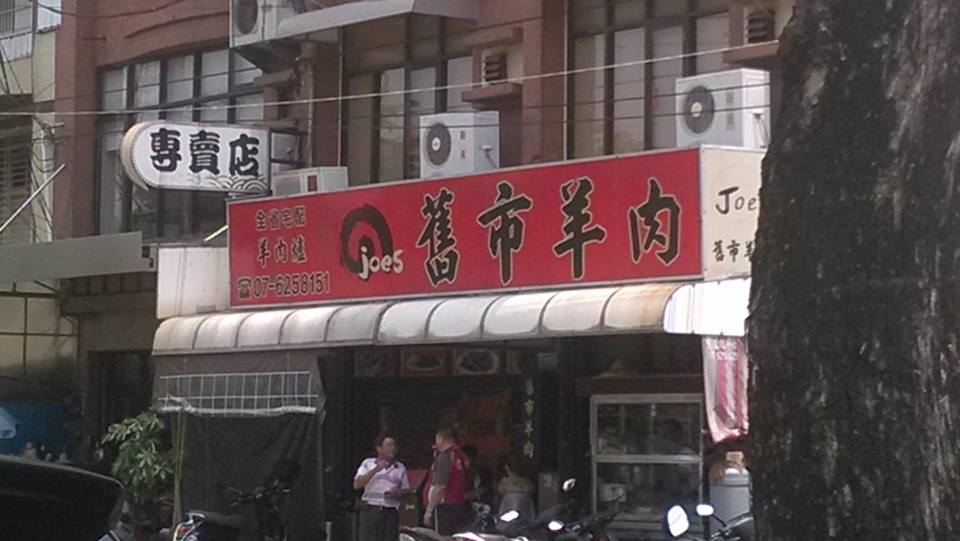 專賣店
全省宅配
羊肉爐
☎07-6258151
joes
舊市羊肉
Joe
舊市羊
舊市羊肉